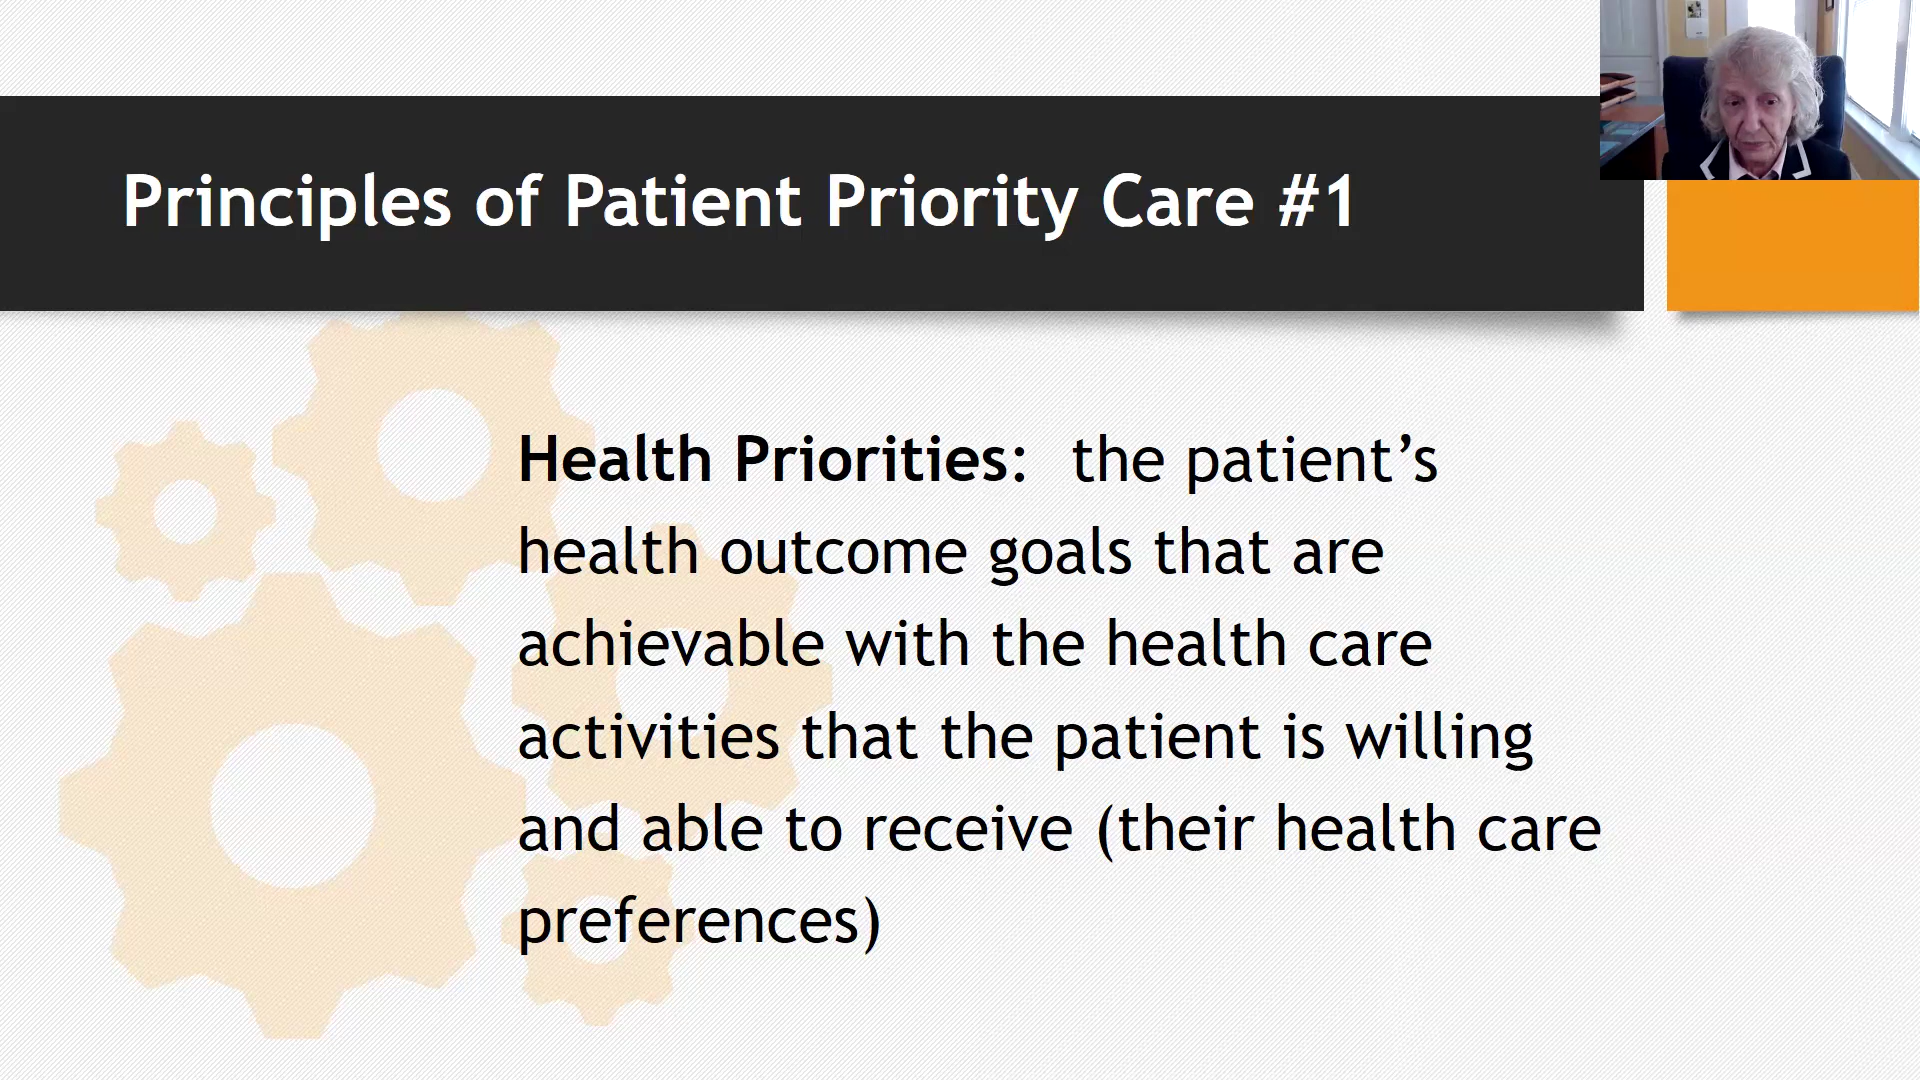 Principles of Patient Priority Care #1
Health Priorities:  the patient’s
health outcome goals that are
achievable with the health care
activities that the patient is willing
and able to receive (their health care
preferences)